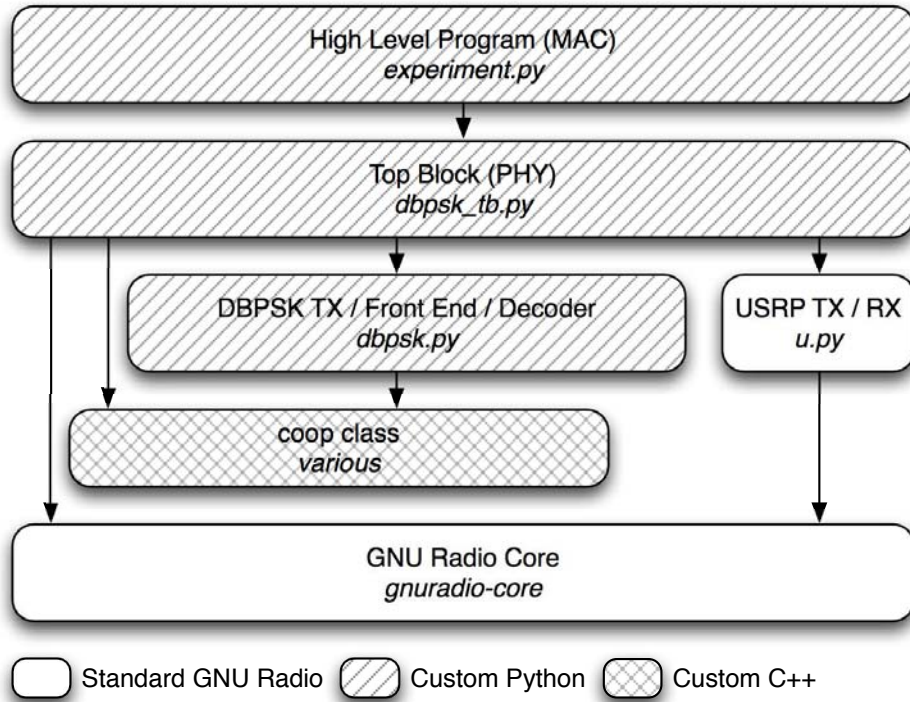 High Level Program (MAC)
experiment.py
Top Block (PHY)
dbpsk_tb.py
DBPSK TX / Front End / Decoder
dbpsk.py
USRP TX / RX
u.py
coop class
various
GNU Radio Core
gnuradio-core
Standard GNU Radio
Custom Python
Custom C++